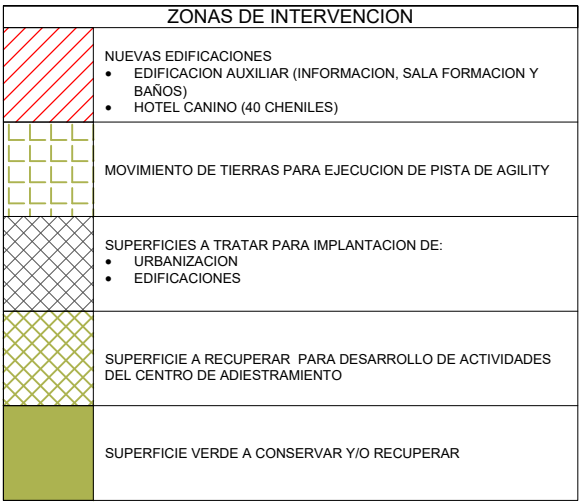 ZONAS DE INTERVENCION
NUEVAS EDIFICACIONES
• EDIFICACION AUXILIAR (INFORMACION, SALA FORMACION Y
BAÑOS)
• HOTEL CANINO (40 CHENILES)
MOVIMIENTO DE TIERRAS PARA EJECUCION DE PISTA DE AGILITY
SUPERFICIES A TRATAR PARA IMPLANTACION DE:
• URBANIZACION
• EDIFICACIONES
SUPERFICIE A RECUPERAR PARA DESARROLLO DE ACTIVIDADES
DEL CENTRO DE ADIESTRAMIENTO
SUPERFICIE VERDE A CONSERVAR Y/O RECUPERAR